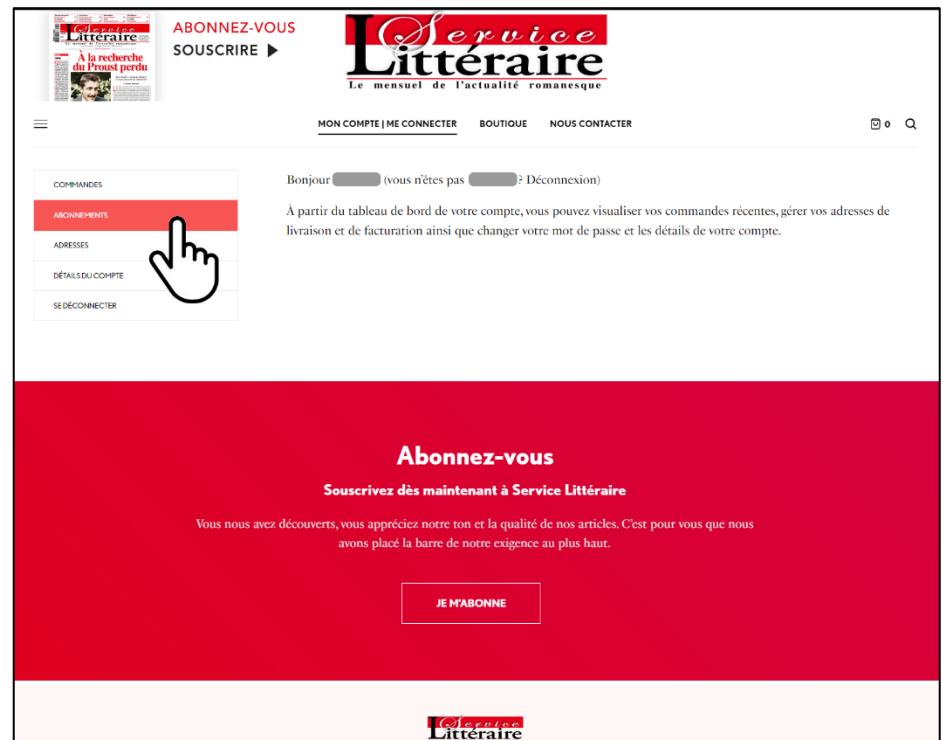 Service
Littéraire
À la recherche
du Proust perdu
ABONNEZ-VOUS
SOUSCRIRE
Service
Littéraire
Le mensuel de l'actualité romanesque
MON COMPTE | ME CONNECTER BOUTIQUE NOUS CONTACTER 0
COMMANDES
ABONNEMENTS
ADRESSES
DÉTAILS DU COMPTE
SE DÉCONNECTER
Bonjour (vous n'êtes pas ? Déconnexion)
À partir du tableau de bord de votre compte, vous pouvez visualiser vos commandes récentes, gérer vos adresses de
livraison et de facturation ainsi que changer votre mot de passe et les détails de votre compte.
Abonnez-vous
Souscrivez dès maintenant à Service Littéraire
Vous nous avez découverts, vous appréciez notre ton et la qualité de nos articles. C'est pour vous que nous
avons placé la barre de notre exigence au plus haut.
JE M'ABONNE
Service
Littéraire